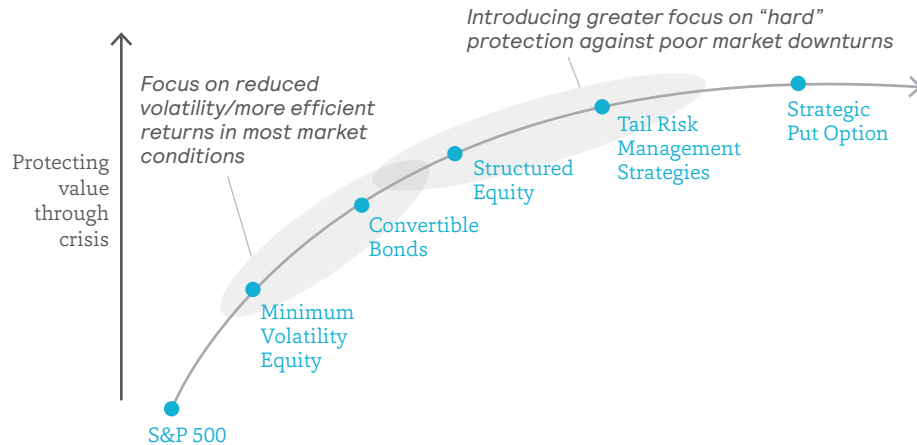 Introducing greater focus on “hard”
protection against poor market downturns
Focus on reduced
volatility/more efficient
returns in most market
conditions
Protecting
value
through
crisis
Strategic
Put Option
Tail Risk
Management
Strategies
Structured
Equity
Convertible
Bonds
Minimum
Volatility
Equity
S&P 500